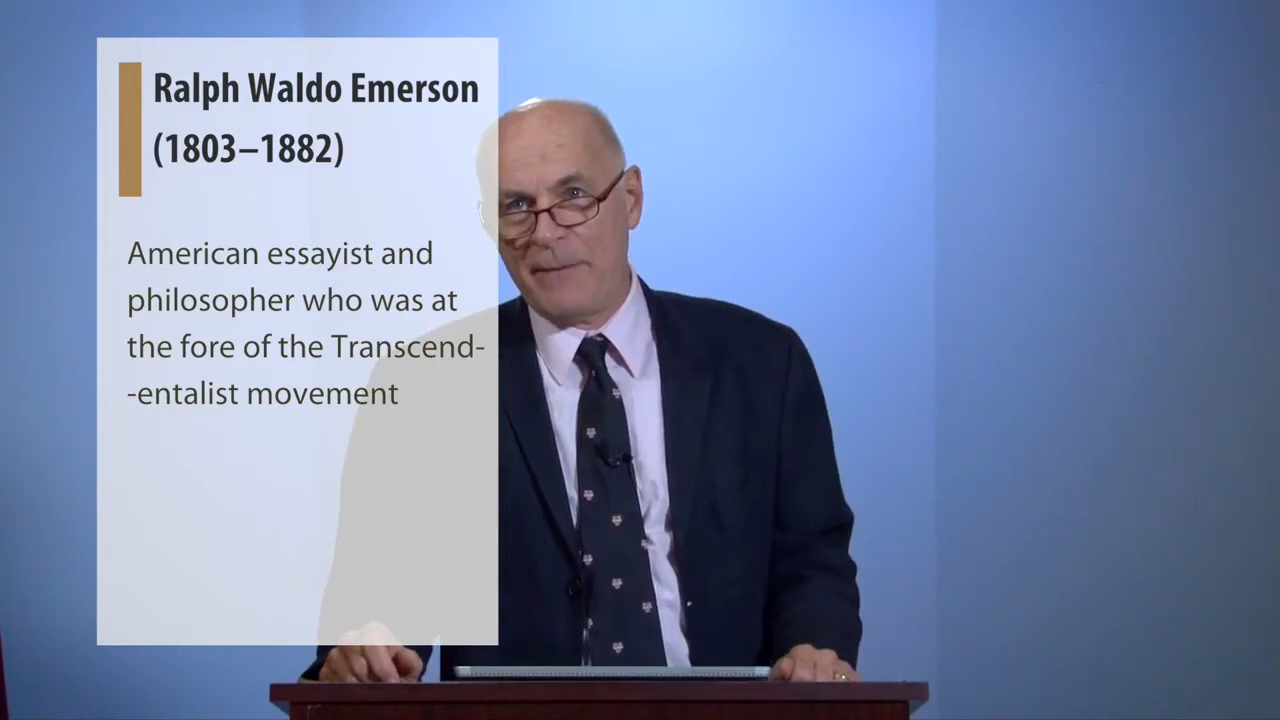 Ralph Waldo Emerson
(1803–1882)
American essayist and
philosopher who was at
the fore of the Transcend-
-entalist movement